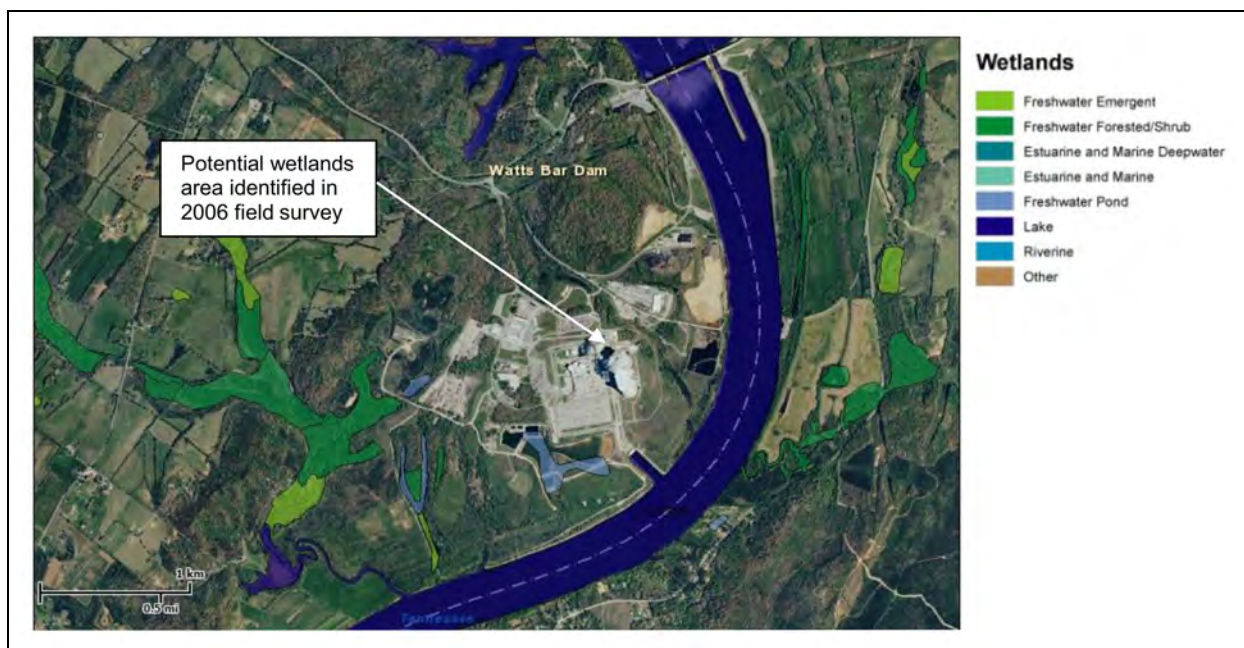 Wetlands
Freshwater Emergent
Freshwater Forested/Shrub
Estuarine and Marine Deepwater
Estuarine and Marine
Freshwater Pond
Lake
Riverine
Other
Potential wetlands
area identified in
2006 field survey
Watts Bar Dam
1 km
0.5 mi
Tennessee